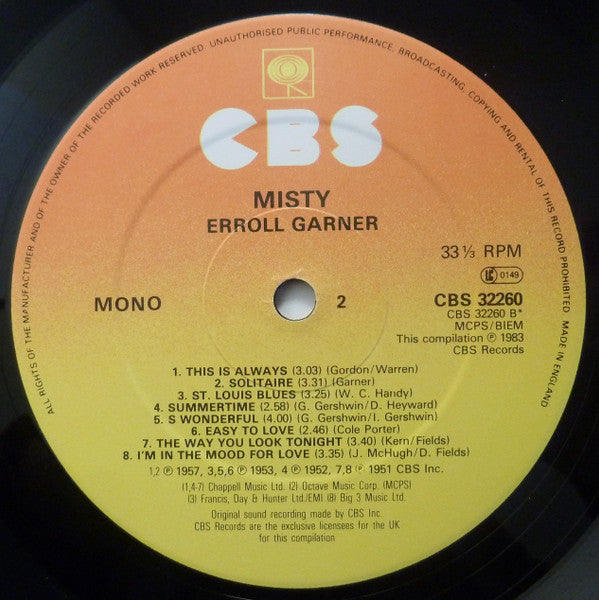 ALL RIGHTS OF THE MANUFACTURER AND OF THE OWNER OF THE RECORDED WORK RESERVED. UNAUTHORISED PUBLIC PERFORMANCE, BROADCASTING, COPYING AND RENTAL OF THIS RECORD PROHIBITED. MADE IN ENGLAND
CBS
MISTY
ERROLL GARNER
33 ⅓ RPM
LC 0149
MONO
2
CBS 32260
CBS 32260 B*
MCPS/BIEM
This compilation ℗ 1983
CBS Records
1. THIS IS ALWAYS (3.03) (Gordon/Warren)
2. SOLITAIRE (3.31) (Garner)
3. ST. LOUIS BLUES (3.25) (W. C. Handy)
4. SUMMERTIME (2.58) (G. Gershwin/D. Heyward)
5. S WONDERFUL (4.00) (G. Gershwin/I. Gershwin)
6. EASY TO LOVE (2.46) (Cole Porter)
7. THE WAY YOU LOOK TONIGHT (3.40) (Kern/Fields)
8. I'M IN THE MOOD FOR LOVE (3.35) (J. McHugh/D. Fields)
1,2 ℗ 1957, 3,5,6 ℗ 1953, 4 ℗ 1952, 7,8 ℗ 1951 CBS Inc.
(1,4-7) Chappell Music Ltd. (2) Octave Music Corp. (MCPS)
(3) Francis, Day & Hunter Ltd./EMI (8) Big 3 Music Ltd.
Original sound recording made by CBS Inc.
CBS Records are the exclusive licensees for the UK
for this compilation